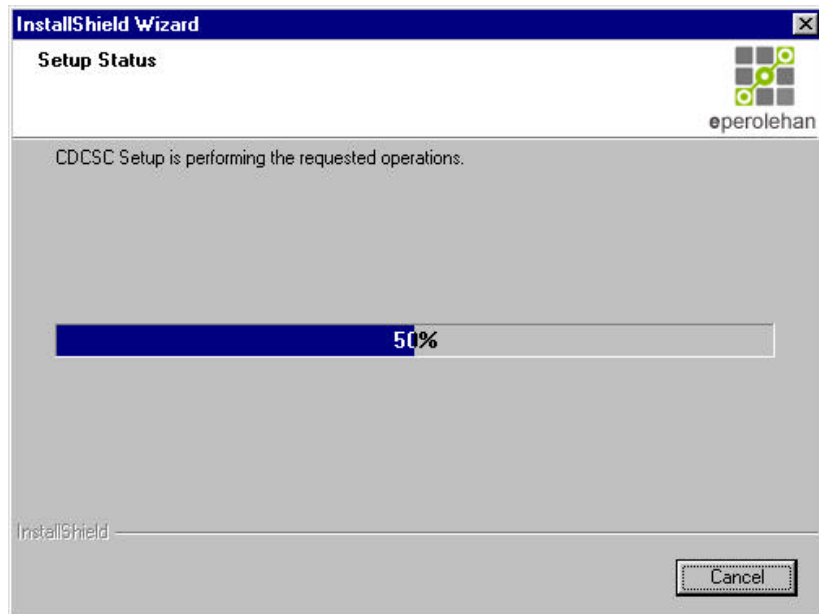 InstallShield Wizard
Setup Status
eperolehan
CDCSC Setup is performing the requested operations.
50%
InstallShield
Cancel